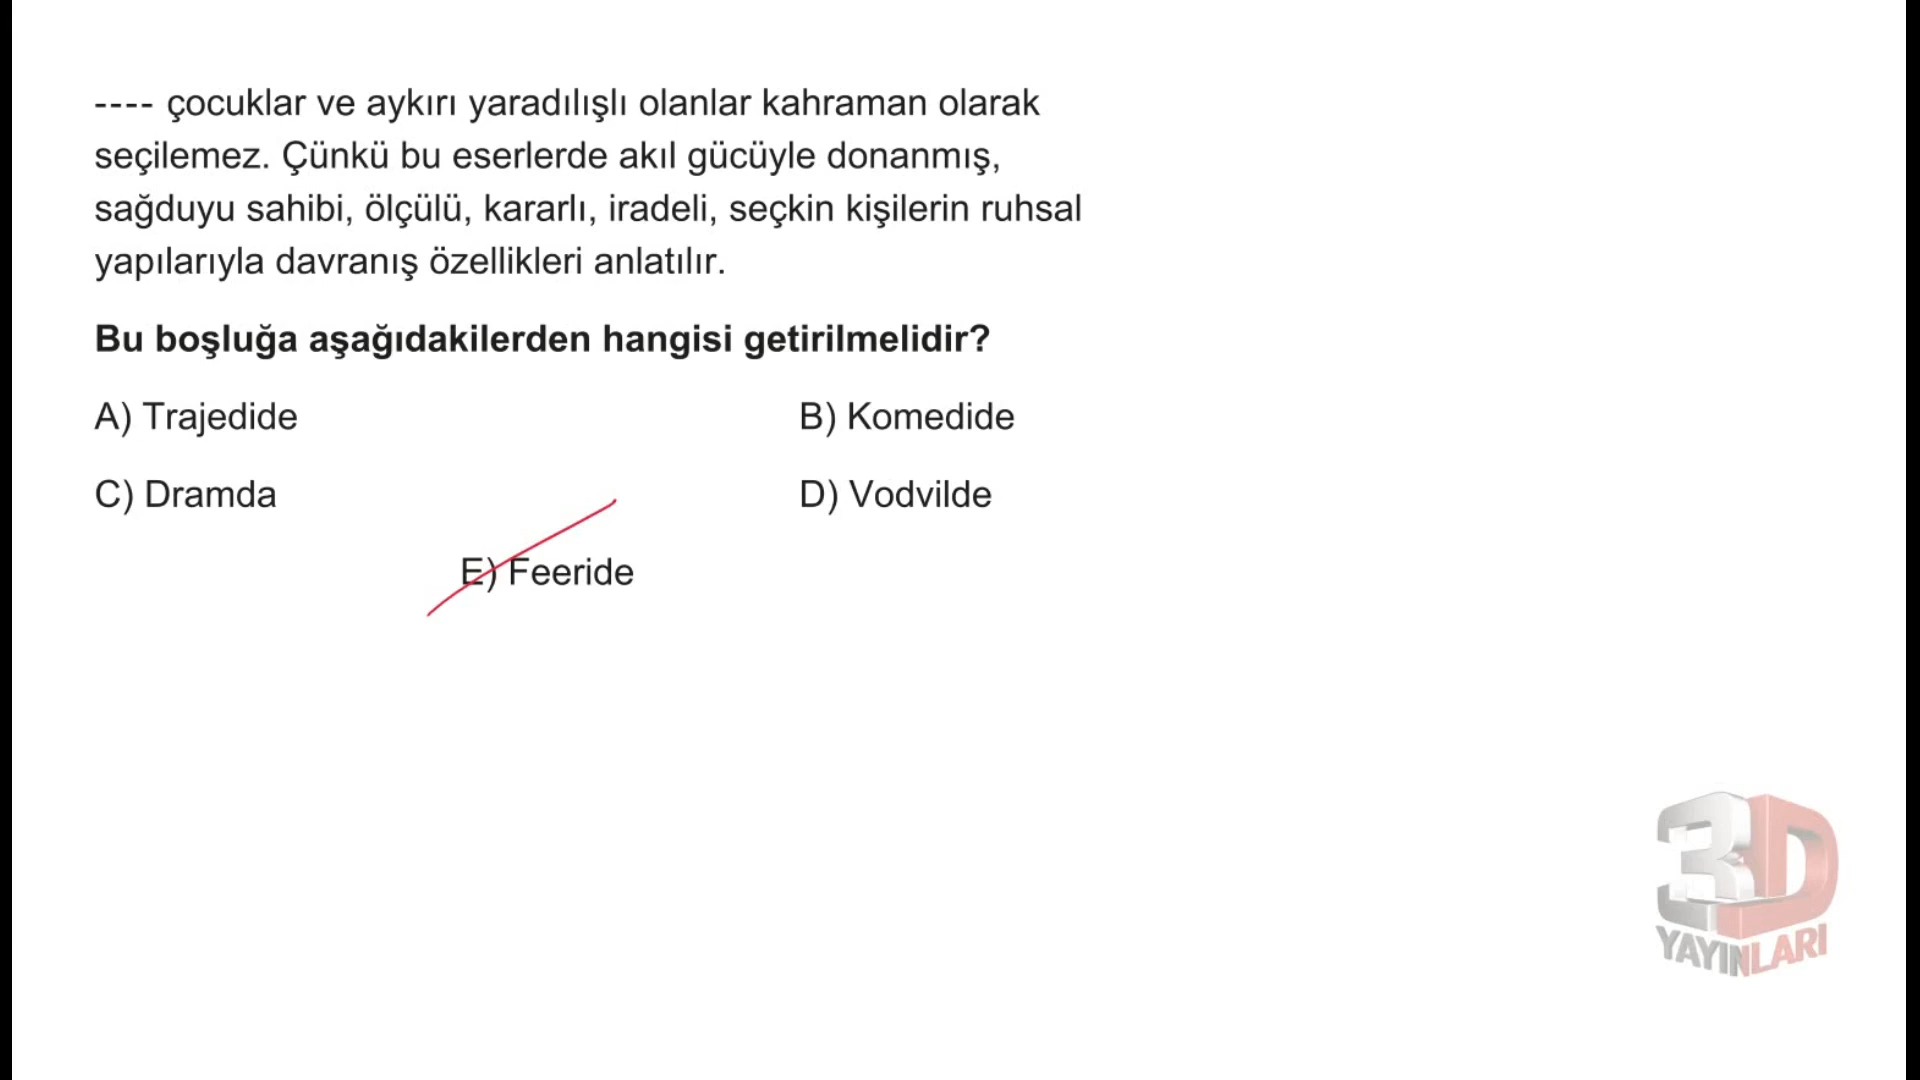 ---- çocuklar ve aykırı yaradılışlı olanlar kahraman olarak
seçilemez. Çünkü bu eserlerde akıl gücüyle donanmış,
sağduyu sahibi, ölçülü, kararlı, iradeli, seçkin kişilerin ruhsal
yapılarıyla davranış özellikleri anlatılır.
Bu boşluğa aşağıdakilerden hangisi getirilmelidir?
A) Trajedide
B) Komedide
C) Dramda
D) Vodvilde
E) Feeride
3D
YAYINLARI